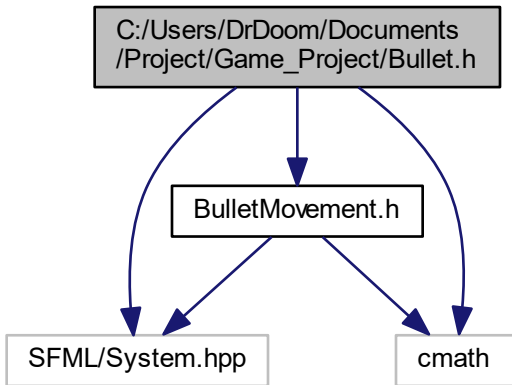 C:/Users/DrDoom/Documents
/Project/Game_Project/Bullet.h
BulletMovement.h
SFML/System.hpp
cmath